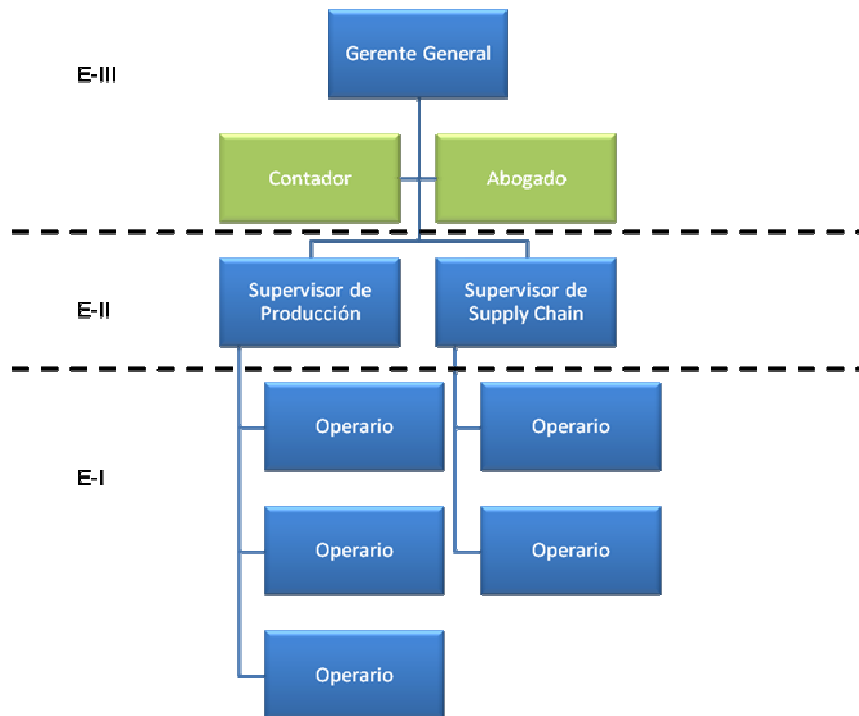 Gerente General
E-III
Contador
Abogado
Supervisor de
Producción
Supervisor de
Supply Chain
E-II
Operario
Operario
E-I
Operario
Operario
Operario